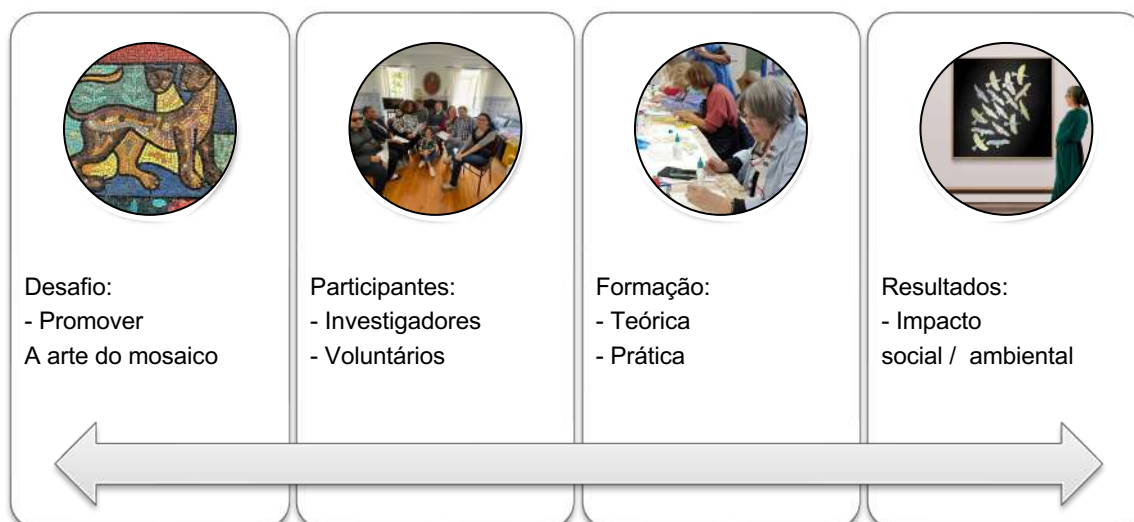 Desafio:
- Promover
A arte do mosaico
Participantes:
- Investigadores
- Voluntários
Formação:
- Teórica
- Prática
Resultados:
- Impacto
social /  ambiental